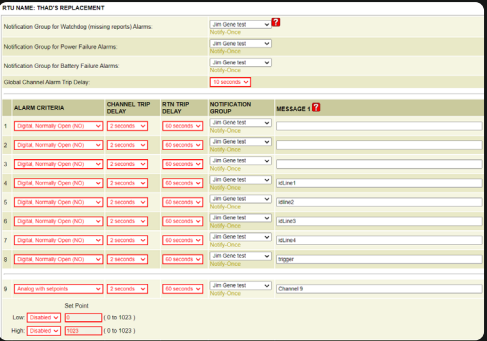 RTU NAME: THAD'S REPLACEMENT
Notification Group for Watchdog (missing reports) Alarms: Jim Gene test ?
Notify-Once
Notification Group for Power Failure Alarms: Jim Gene test
Notify-Once
Notification Group for Battery Failure Alarms: Jim Gene test
Notify-Once
Global Channel Alarm Trip Delay: 10 seconds
ALARM CRITERIA CHANNEL TRIP DELAY RTN TRIP DELAY NOTIFICATION GROUP MESSAGE 1 ?
1 Digital. Normally Open (NO) 2 seconds 60 seconds Jim Gene test
Notify-Once
2 Digital. Normally Open (NO) 2 seconds 60 seconds Jim Gene test
Notify-Once
3 Digital. Normally Open (NO) 2 seconds 60 seconds Jim Gene test
Notify-Once
4 Digital. Normally Open (NO) 2 seconds 60 seconds Jim Gene test idLine1
Notify-Once
5 Digital. Normally Open (NO) 2 seconds 60 seconds Jim Gene test idline2
Notify-Once
6 Digital. Normally Open (NO) 2 seconds 60 seconds Jim Gene test idLine3
Notify-Once
7 Digital. Normally Open (NO) 2 seconds 60 seconds Jim Gene test idLine4
Notify-Once
8 Digital. Normally Open (NO) 2 seconds 60 seconds Jim Gene test trigger
Notify-Once
9 Analog with setpoints 2 seconds 60 seconds Jim Gene test Channel 9
Notify-Once
Set Point
Low: Disabled 0 ( 0 to 1023 )
High: Disabled 1023 ( 0 to 1023 )